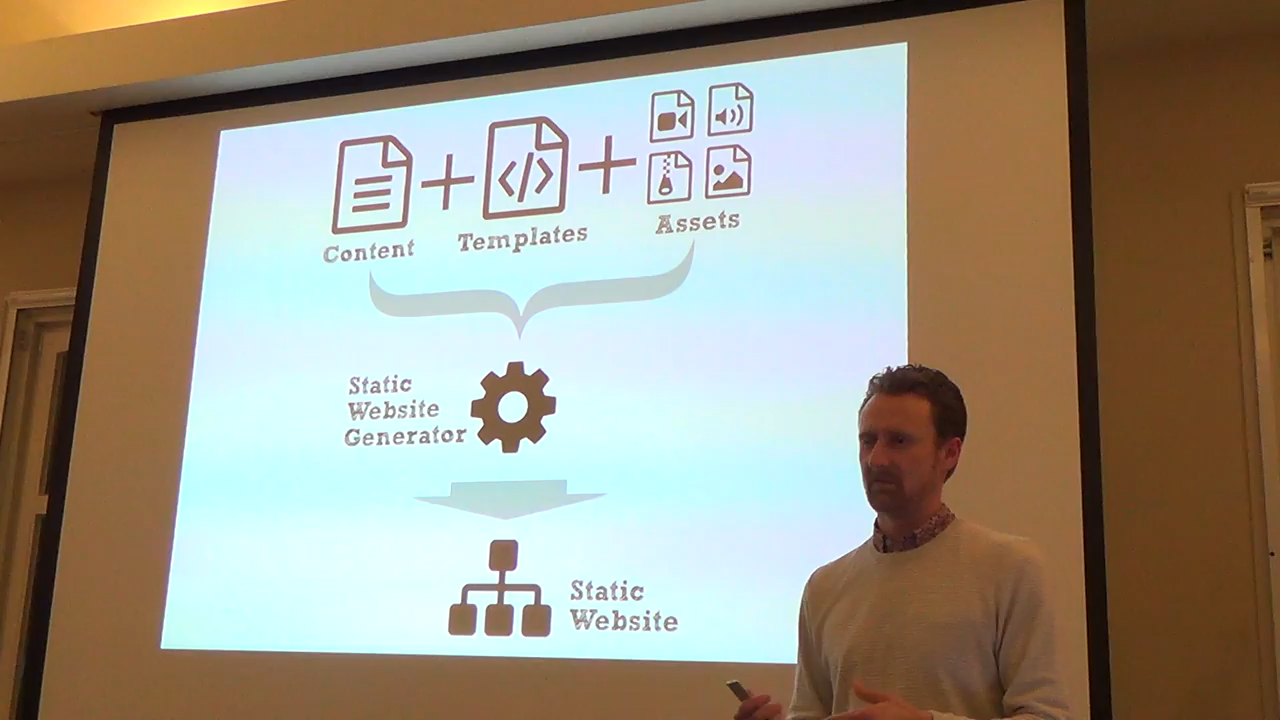 Content
Templates
Assets
Static
Website
Generator
Static
Website